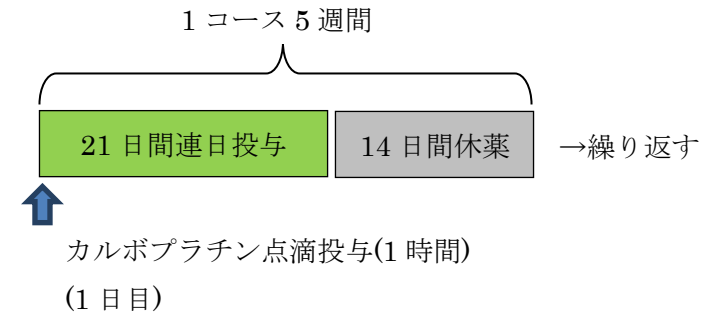 1 コース 5 週間
21 日間連日投与
14 日間休薬
→繰り返す
カルボプラチン点滴投与(1 時間)
(1 日目)